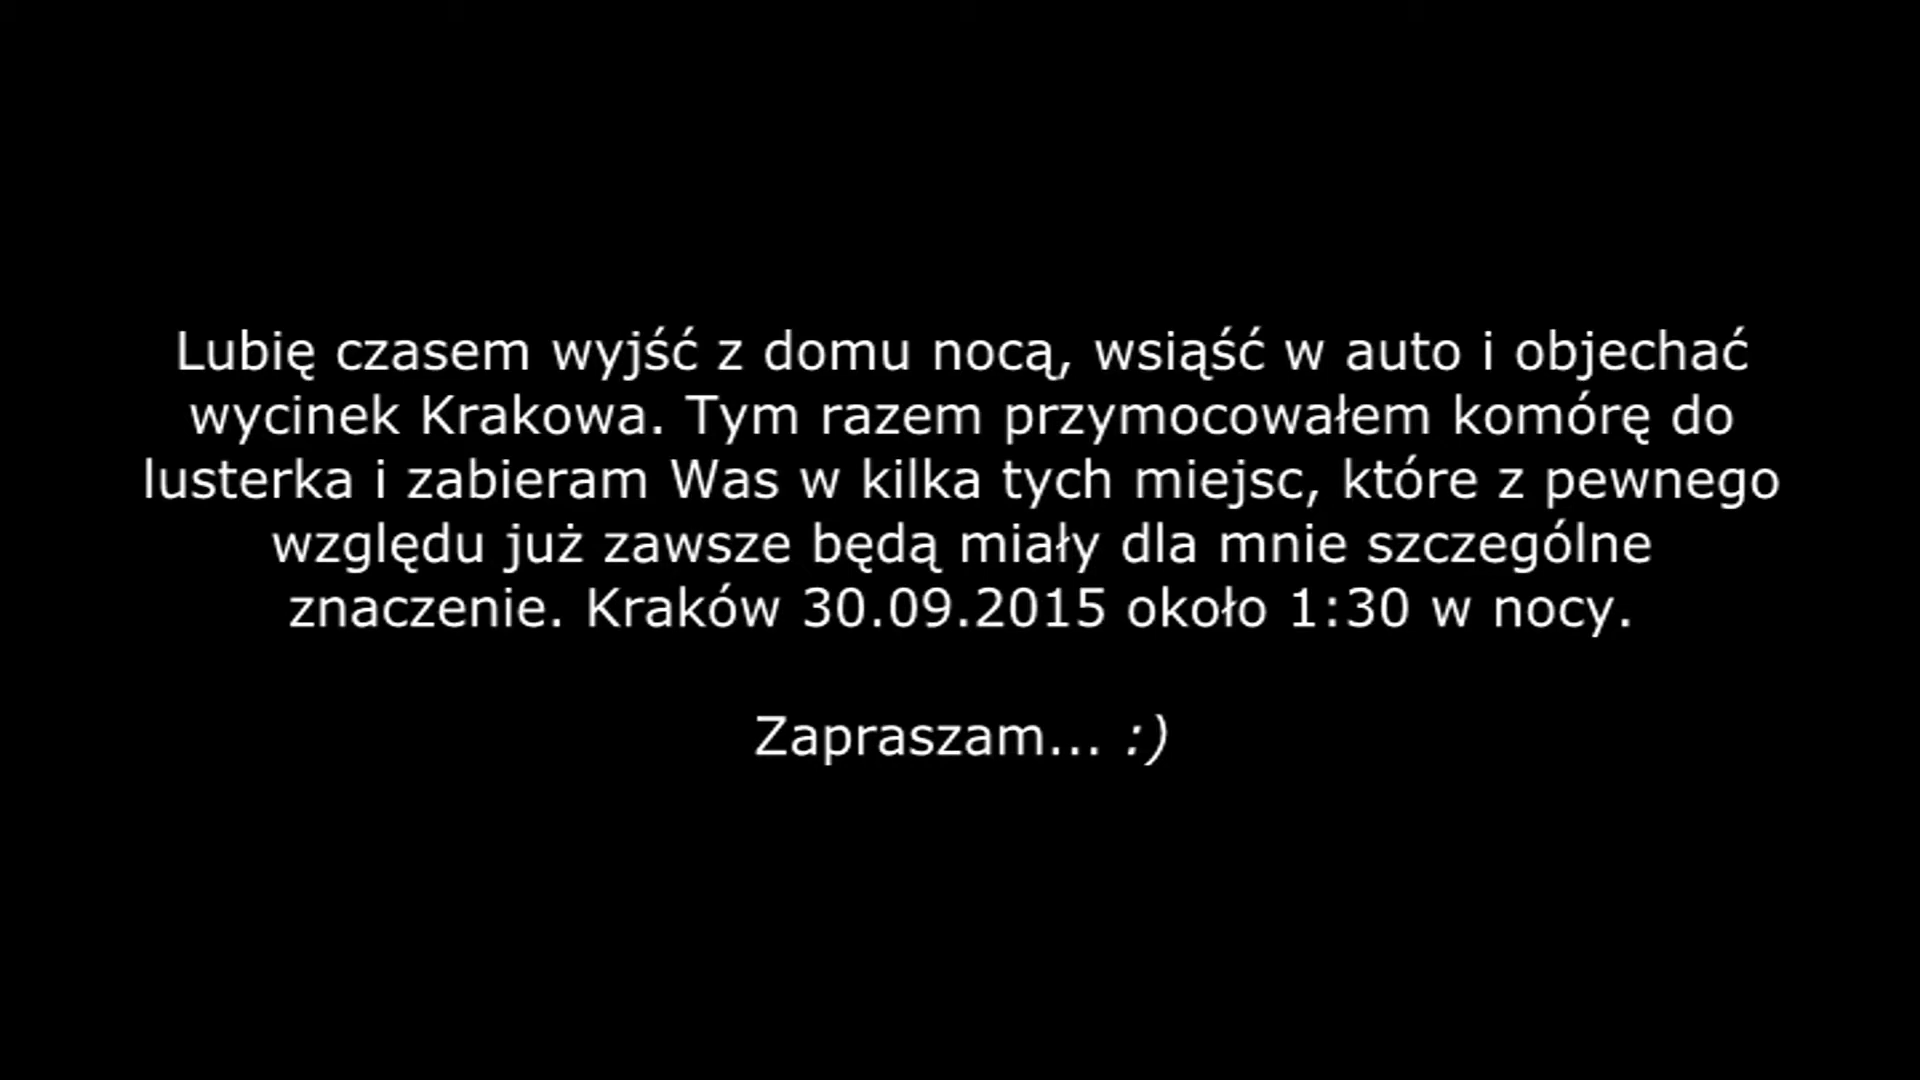 Lubię czasem wyjść z domu nocą, wsiąść w auto i objechać
wycinek Krakowa. Tym razem przymocowałem komórę do
lusterka i zabieram Was w kilka tych miejsc, które z pewnego
względu już zawsze będą miały dla mnie szczególne
znaczenie. Kraków 30.09.2015 około 1:30 w nocy.
Zapraszam... :)